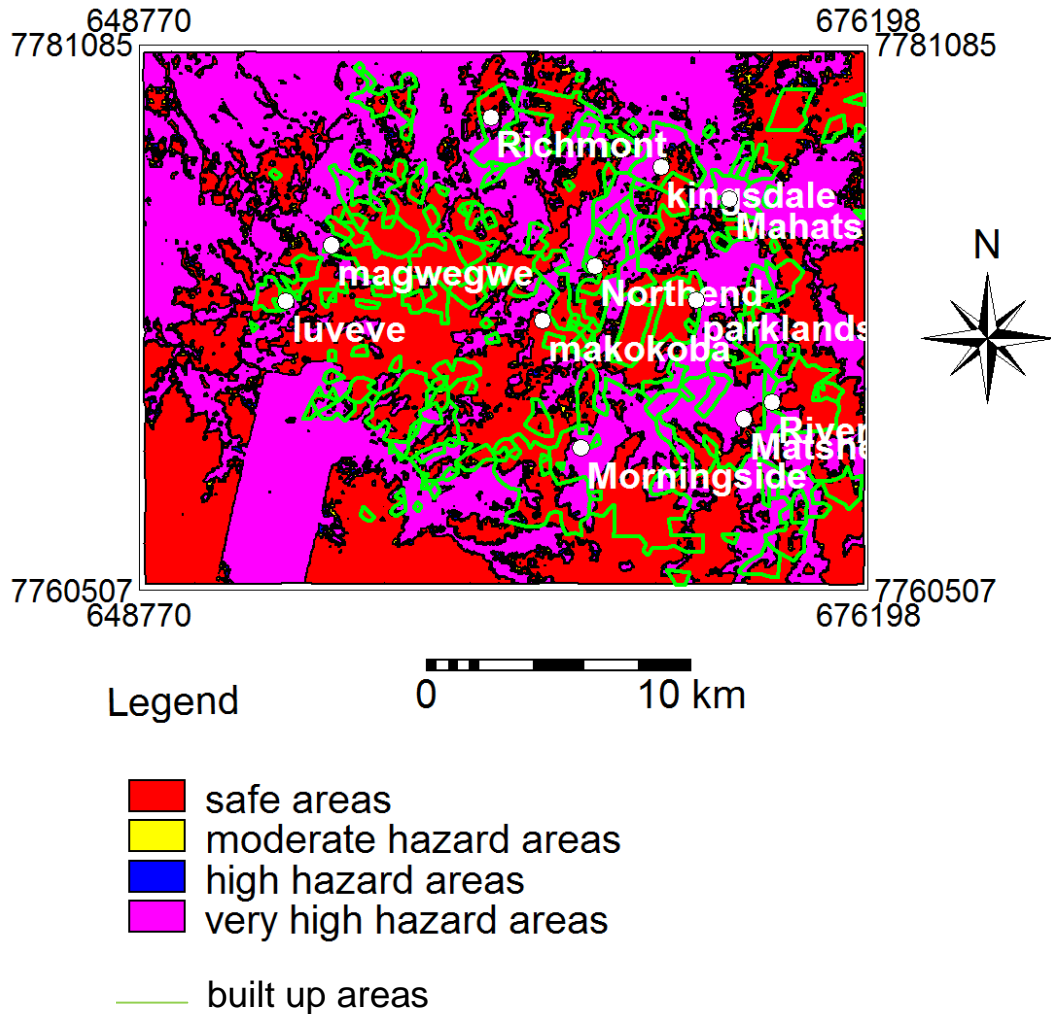 648770 676198
7781085 7781085
Richmont
kingsdale
Mahats
N
magwegwe
Northend
luveve
parklands
makokoba
River
Matshe
Morningside
7760507 7760507
648770 676198
0 10 km
Legend
safe areas
moderate hazard areas
high hazard areas
very high hazard areas
built up areas